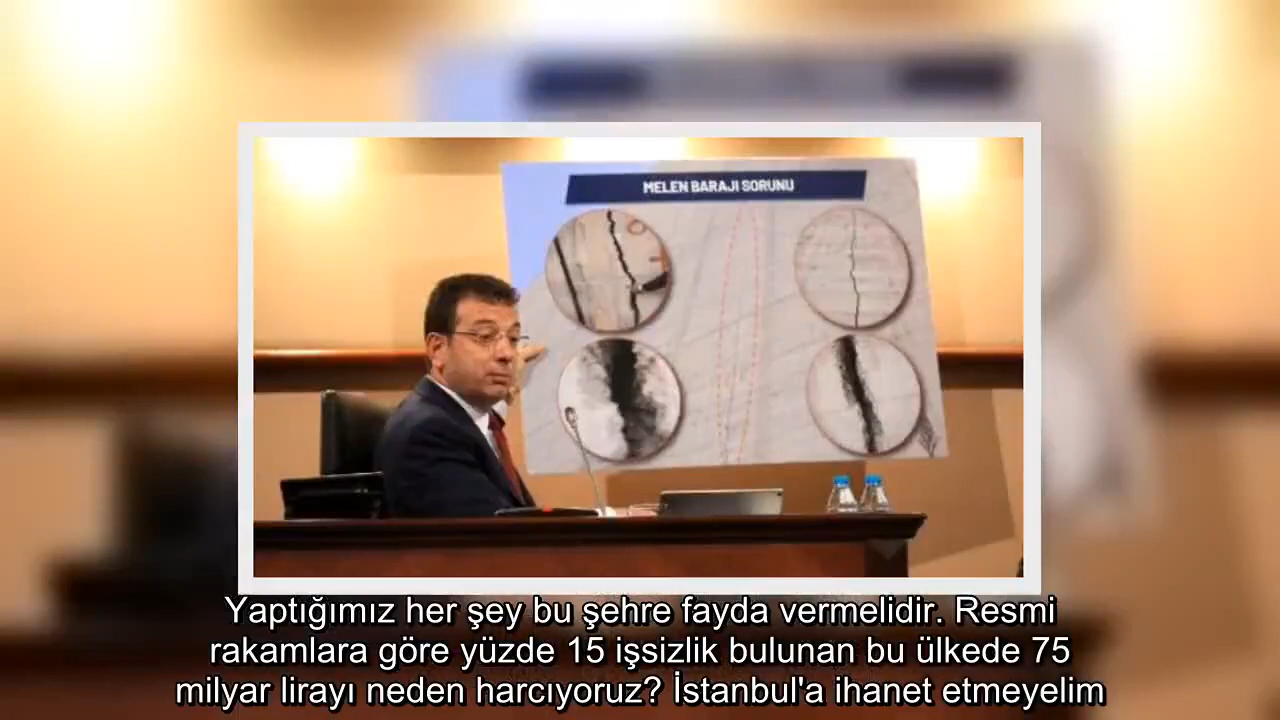 MELEN BARAJI SORUNU
Yaptığımız her şey bu şehre fayda vermelidir. Resmi
rakamlara göre yüzde 15 işsizlik bulunan bu ülkede 75
milyar lirayı neden harcıyoruz? İstanbul'a ihanet etmeyelim